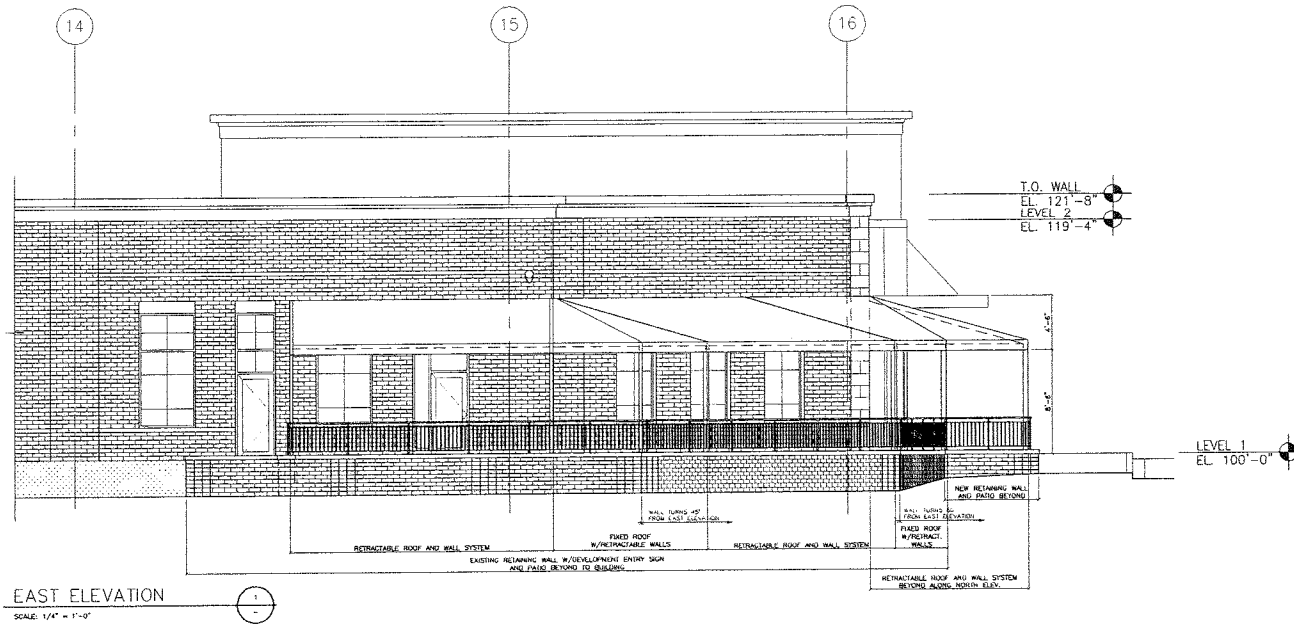 14
15
16
T.O. WALL
EL. 121'-8"
LEVEL 2
EL. 119'-4"
4'-6"
8'-6"
LEVEL 1
EL. 100'-0"
NEW RETAINING WALL
AND PATIO BEYOND
WALL TURNS 45°
FROM EAST ELEVATION
WALL TURNS
FROM EAST ELEVATION
FIXED ROOF
W/RETRACTABLE WALLS
FIXED ROOF
W/RETRACT.
WALLS
RETRACTABLE ROOF AND WALL SYSTEM
RETRACTABLE ROOF AND WALL SYSTEM
EXISTING RETAINING WALL W/DEVELOPMENT ENTRY SIGN
AND PATIO BEYOND TO BUILDING
RETRACTABLE ROOF AND WALL SYSTEM
BEYOND ALONG NORTH ELEV.
EAST ELEVATION
1
-
SCALE: 1/4" = 1'-0"